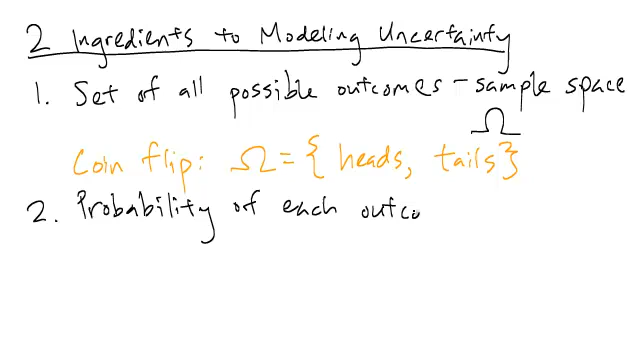 2 Ingredients to Modeling Uncertainty
1. Set of all possible outcomes - sample space
Ω
Coin flip: Ω = { heads, tails }
2. Probability of each outco